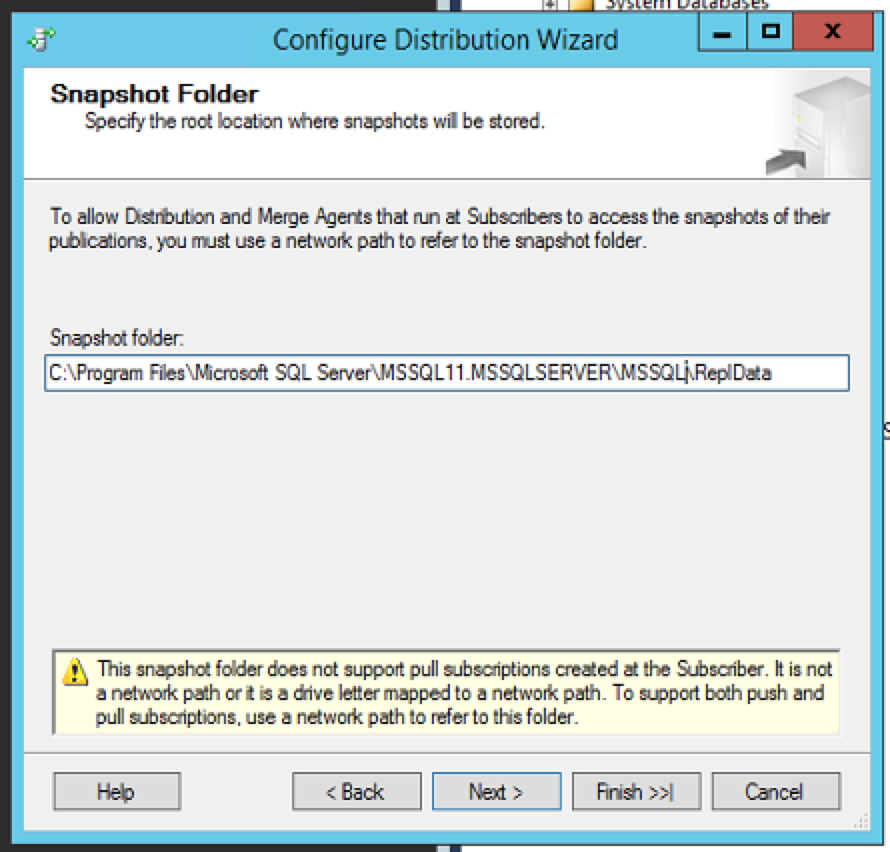 System Databases
Configure Distribution Wizard
Snapshot Folder
Specify the root location where snapshots will be stored.
To allow Distribution and Merge Agents that run at Subscribers to access the snapshots of their
publications, you must use a network path to refer to the snapshot folder.
Snapshot folder:
C:\Program Files\Microsoft SQL Server\MSSQL11.MSSQLSERVER\MSSQL\ReplData
This snapshot folder does not support pull subscriptions created at the Subscriber. It is not
a network path or it is a drive letter mapped to a network path. To support both push and
pull subscriptions, use a network path to refer to this folder.
Help < Back Next > Finish >>| Cancel